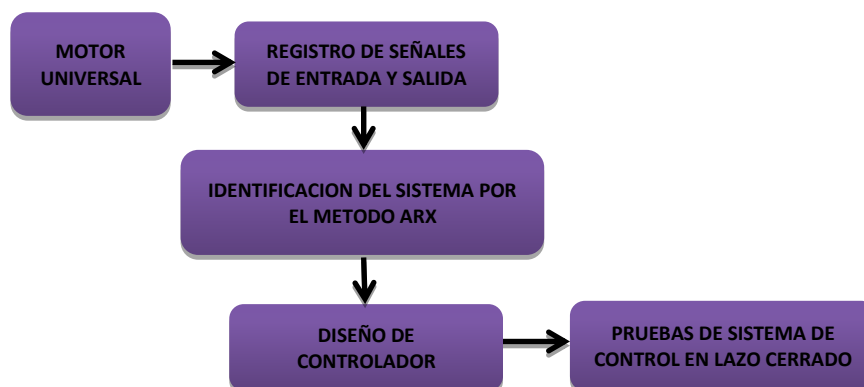 MOTOR
UNIVERSAL
REGISTRO DE SEÑALES
DE ENTRADA Y SALIDA
IDENTIFICACION DEL SISTEMA POR
EL METODO ARX
DISEÑO DE
CONTROLADOR
PRUEBAS DE SISTEMA DE
CONTROL EN LAZO CERRADO